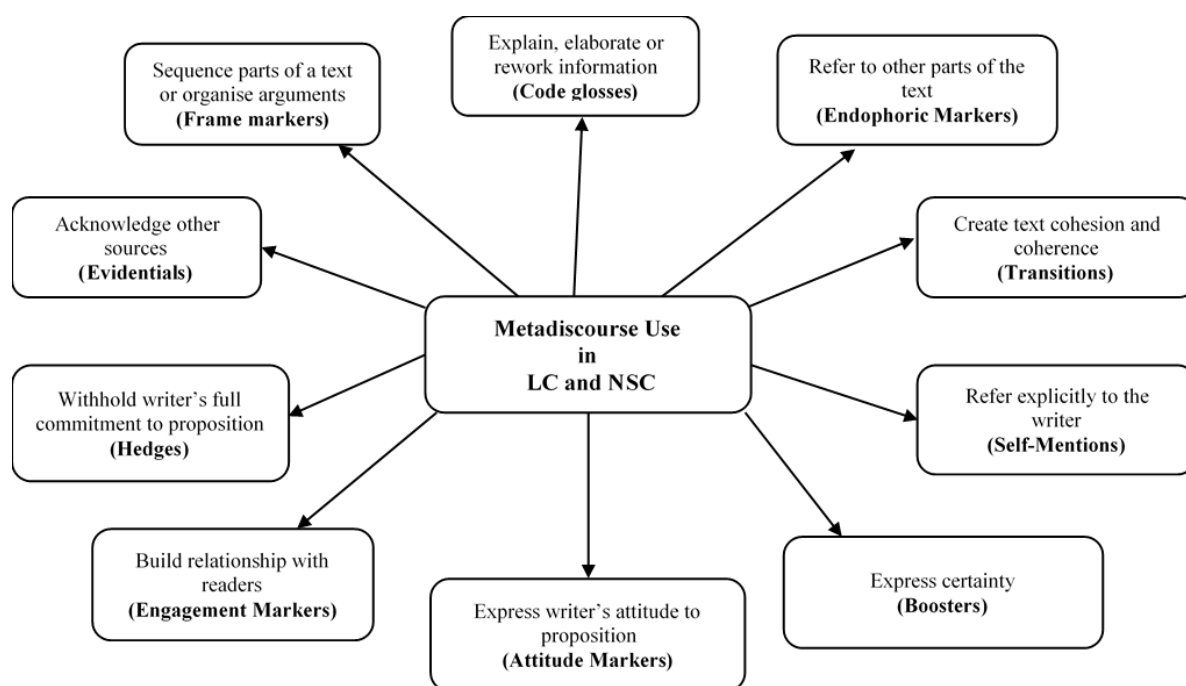 Sequence parts of a text
or organise arguments
(Frame markers)
Explain, elaborate or
rework information
(Code glosses)
Refer to other parts of the
text
(Endophoric Markers)
Acknowledge other
sources
(Evidentials)
Create text cohesion and
coherence
(Transitions)
Metadiscourse Use
in
LC and NSC
Withhold writer's full
commitment to proposition
(Hedges)
Refer explicitly to the
writer
(Self-Mentions)
Build relationship with
readers
(Engagement Markers)
Express writer's attitude to
proposition
(Attitude Markers)
Express certainty
(Boosters)